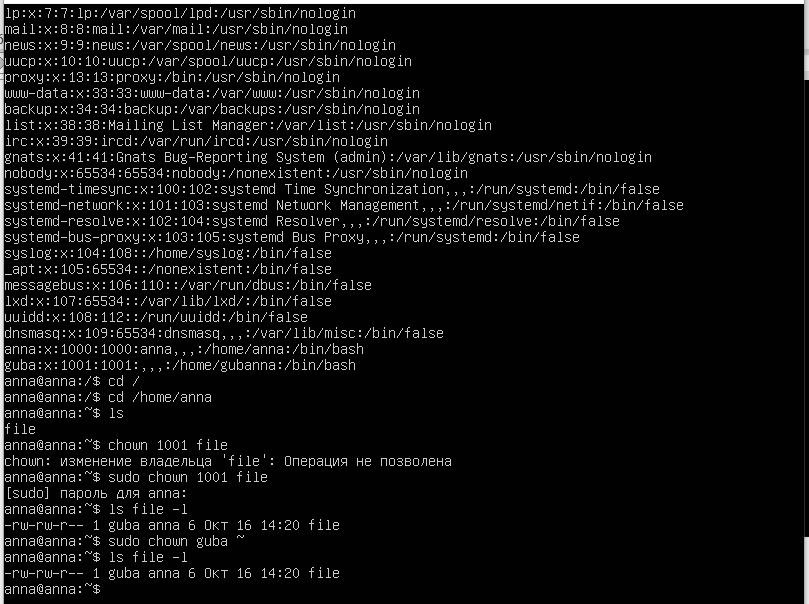 lp:x:7:7:lp:/var/spool/lpd:/usr/sbin/nologin
mail:x:8:8:mail:/var/mail:/usr/sbin/nologin
news:x:9:9:news:/var/spool/news:/usr/sbin/nologin
uucp:x:10:10:uucp:/var/spool/uucp:/usr/sbin/nologin
proxy:x:13:13:proxy:/bin:/usr/sbin/nologin
www-data:x:33:33:www-data:/var/www:/usr/sbin/nologin
backup:x:34:34:backup:/var/backups:/usr/sbin/nologin
list:x:38:38:Mailing List Manager:/var/list:/usr/sbin/nologin
irc:x:39:39:ircd:/var/run/ircd:/usr/sbin/nologin
gnats:x:41:41:Gnats Bug-Reporting System (admin):/var/lib/gnats:/usr/sbin/nologin
nobody:x:65534:65534:nobody:/nonexistent:/usr/sbin/nologin
systemd-timesync:x:100:102:systemd Time Synchronization,,,:/run/systemd:/bin/false
systemd-network:x:101:103:systemd Network Management,,,:/run/systemd/netif:/bin/false
systemd-resolve:x:102:104:systemd Resolver,,,:/run/systemd/resolve:/bin/false
systemd-bus-proxy:x:103:105:systemd Bus Proxy,,,:/run/systemd:/bin/false
syslog:x:104:108::/home/syslog:/bin/false
_apt:x:105:65534::/nonexistent:/bin/false
messagebus:x:106:110::/var/run/dbus:/bin/false
lxd:x:107:65534::/var/lib/lxd/:/bin/false
uuidd:x:108:112::/run/uuidd:/bin/false
dnsmasq:x:109:65534:dnsmasq,,,:/var/lib/misc:/bin/false
anna:x:1000:1000:anna,,,:/home/anna:/bin/bash
guba:x:1001:1001:,,,:/home/gubanna:/bin/bash
anna@anna:/$ cd /
anna@anna:/$ cd /home/anna
anna@anna:~$ ls
file
anna@anna:~$ chown 1001 file
chown: изменение владельца 'file': Операция не позволена
anna@anna:~$ sudo chown 1001 file
[sudo] пароль для anna:
anna@anna:~$ ls file -l
-rw-rw-r-- 1 guba anna 6 Окт 16 14:20 file
anna@anna:~$ sudo chown guba ~
anna@anna:~$ ls file -l
-rw-rw-r-- 1 guba anna 6 Окт 16 14:20 file
anna@anna:~$